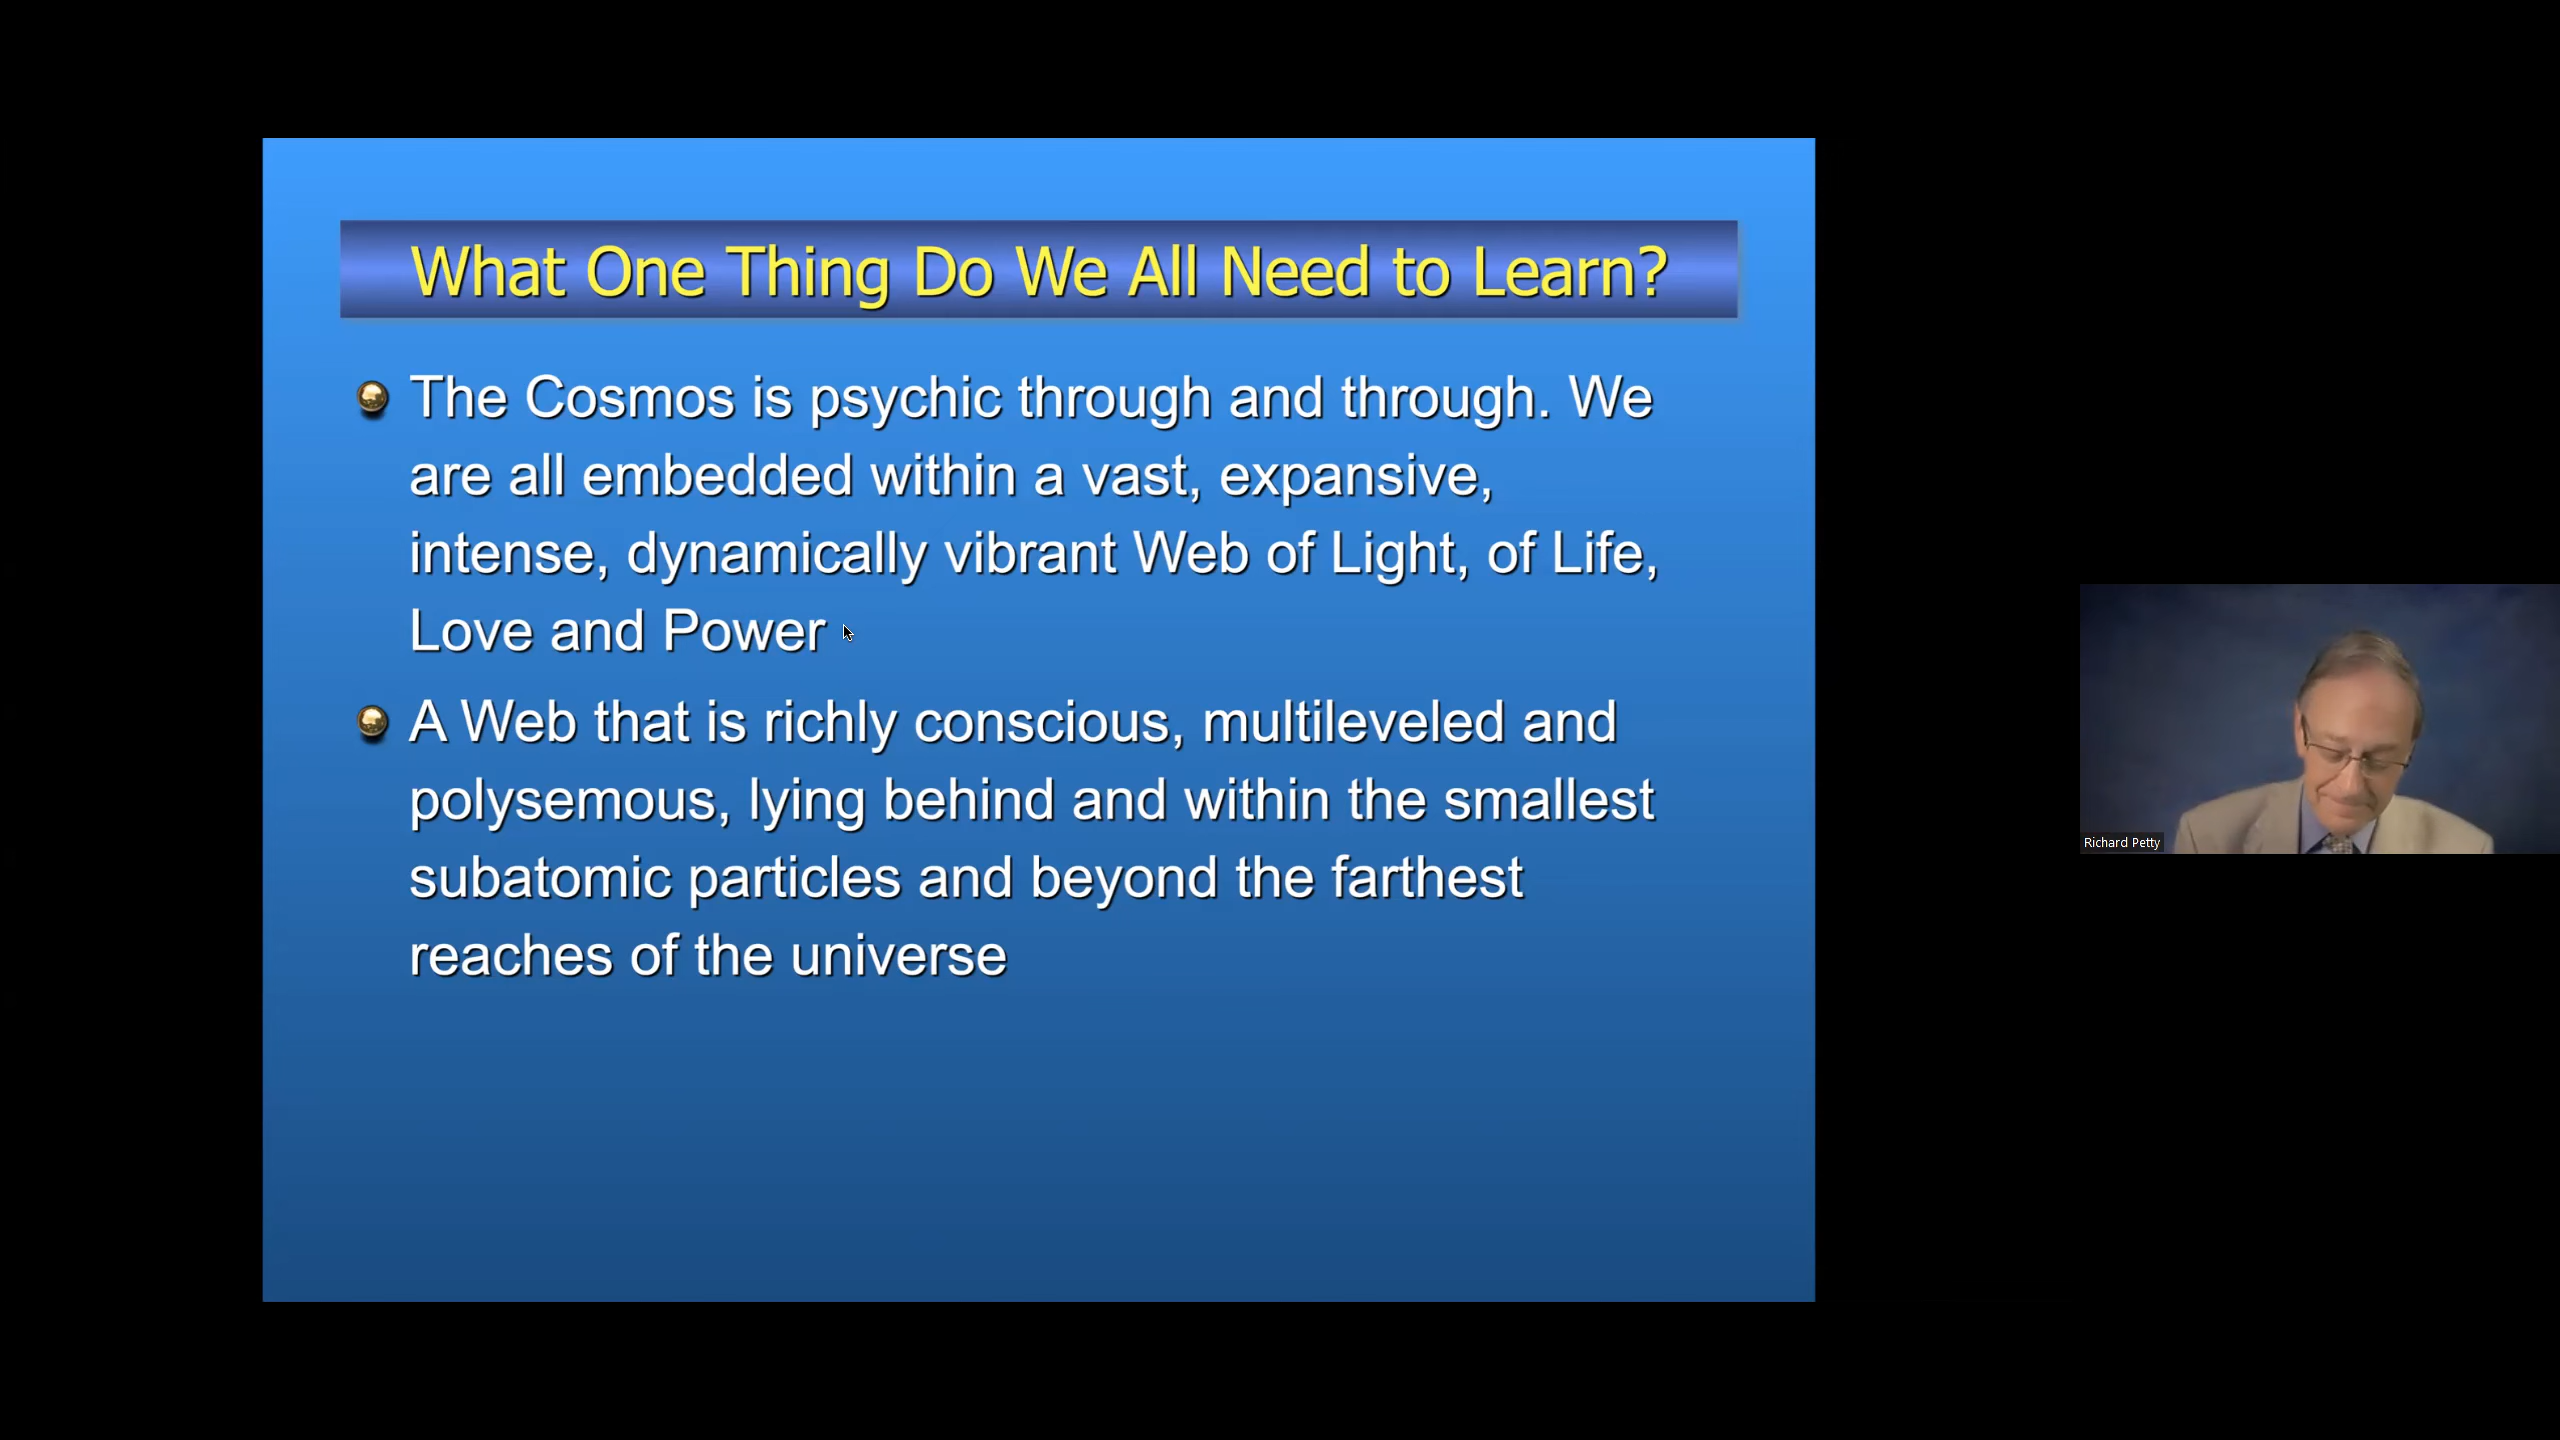 What One Thing Do We All Need to Learn?
The Cosmos is psychic through and through. We
are all embedded within a vast, expansive,
intense, dynamically vibrant Web of Light, of Life,
Love and Power
A Web that is richly conscious, multileveled and
polysemous, lying behind and within the smallest
subatomic particles and beyond the farthest
reaches of the universe
Richard Petty